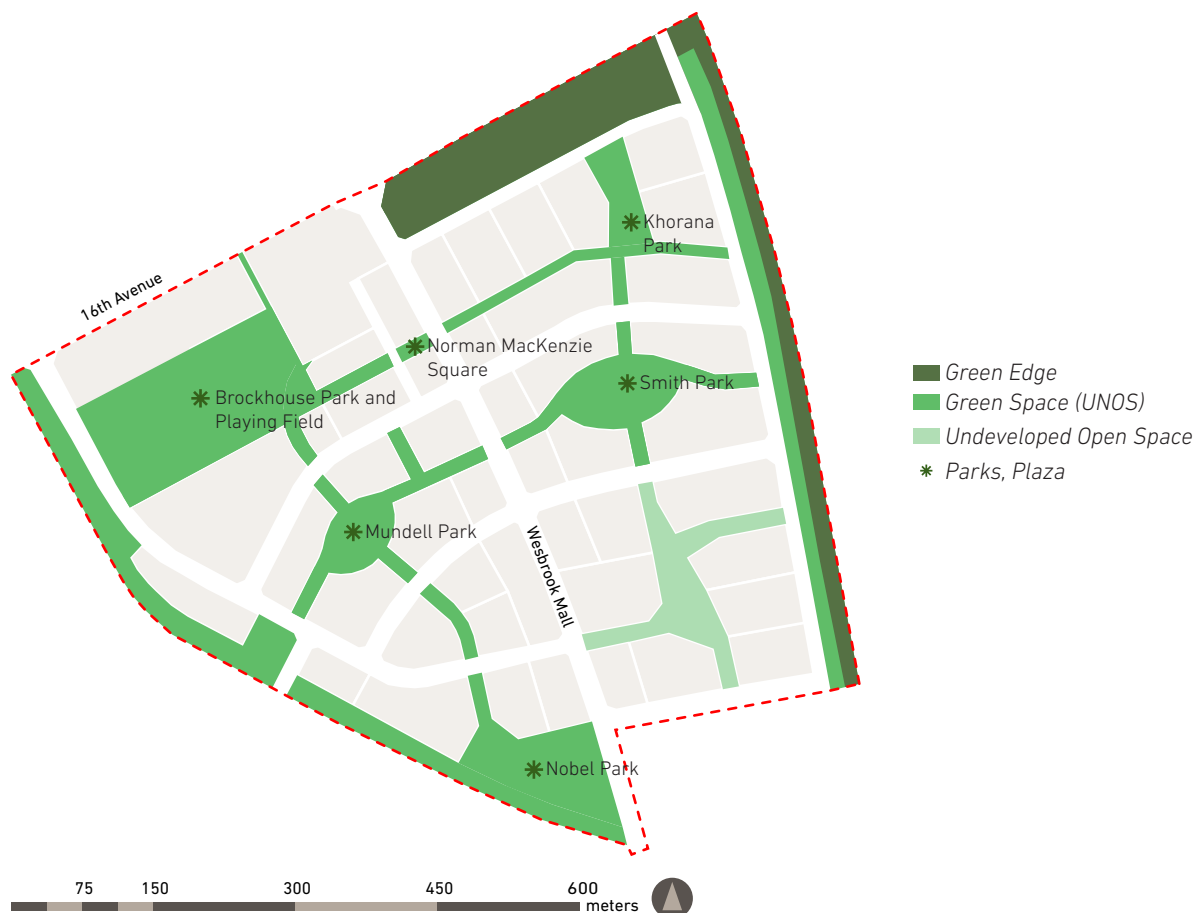 Khorana
Park
16th Avenue
Norman MacKenzie
Square
Smith Park
Brockhouse Park and
Playing Field
Mundell Park
Wesbrook Mall
Nobel Park
Green Edge
Green Space (UNOS)
Undeveloped Open Space
Parks, Plaza
75 150 300 450 600
meters